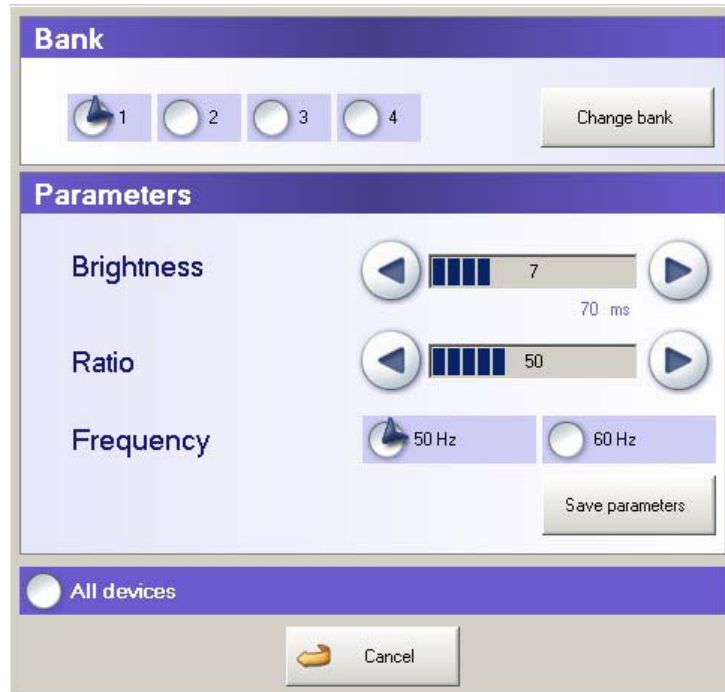 Bank
1 2 3 4 Change bank
Parameters
Brightness 7
70 ms
Ratio 50
Frequency 50 Hz 60 Hz
Save parameters
All devices
Cancel